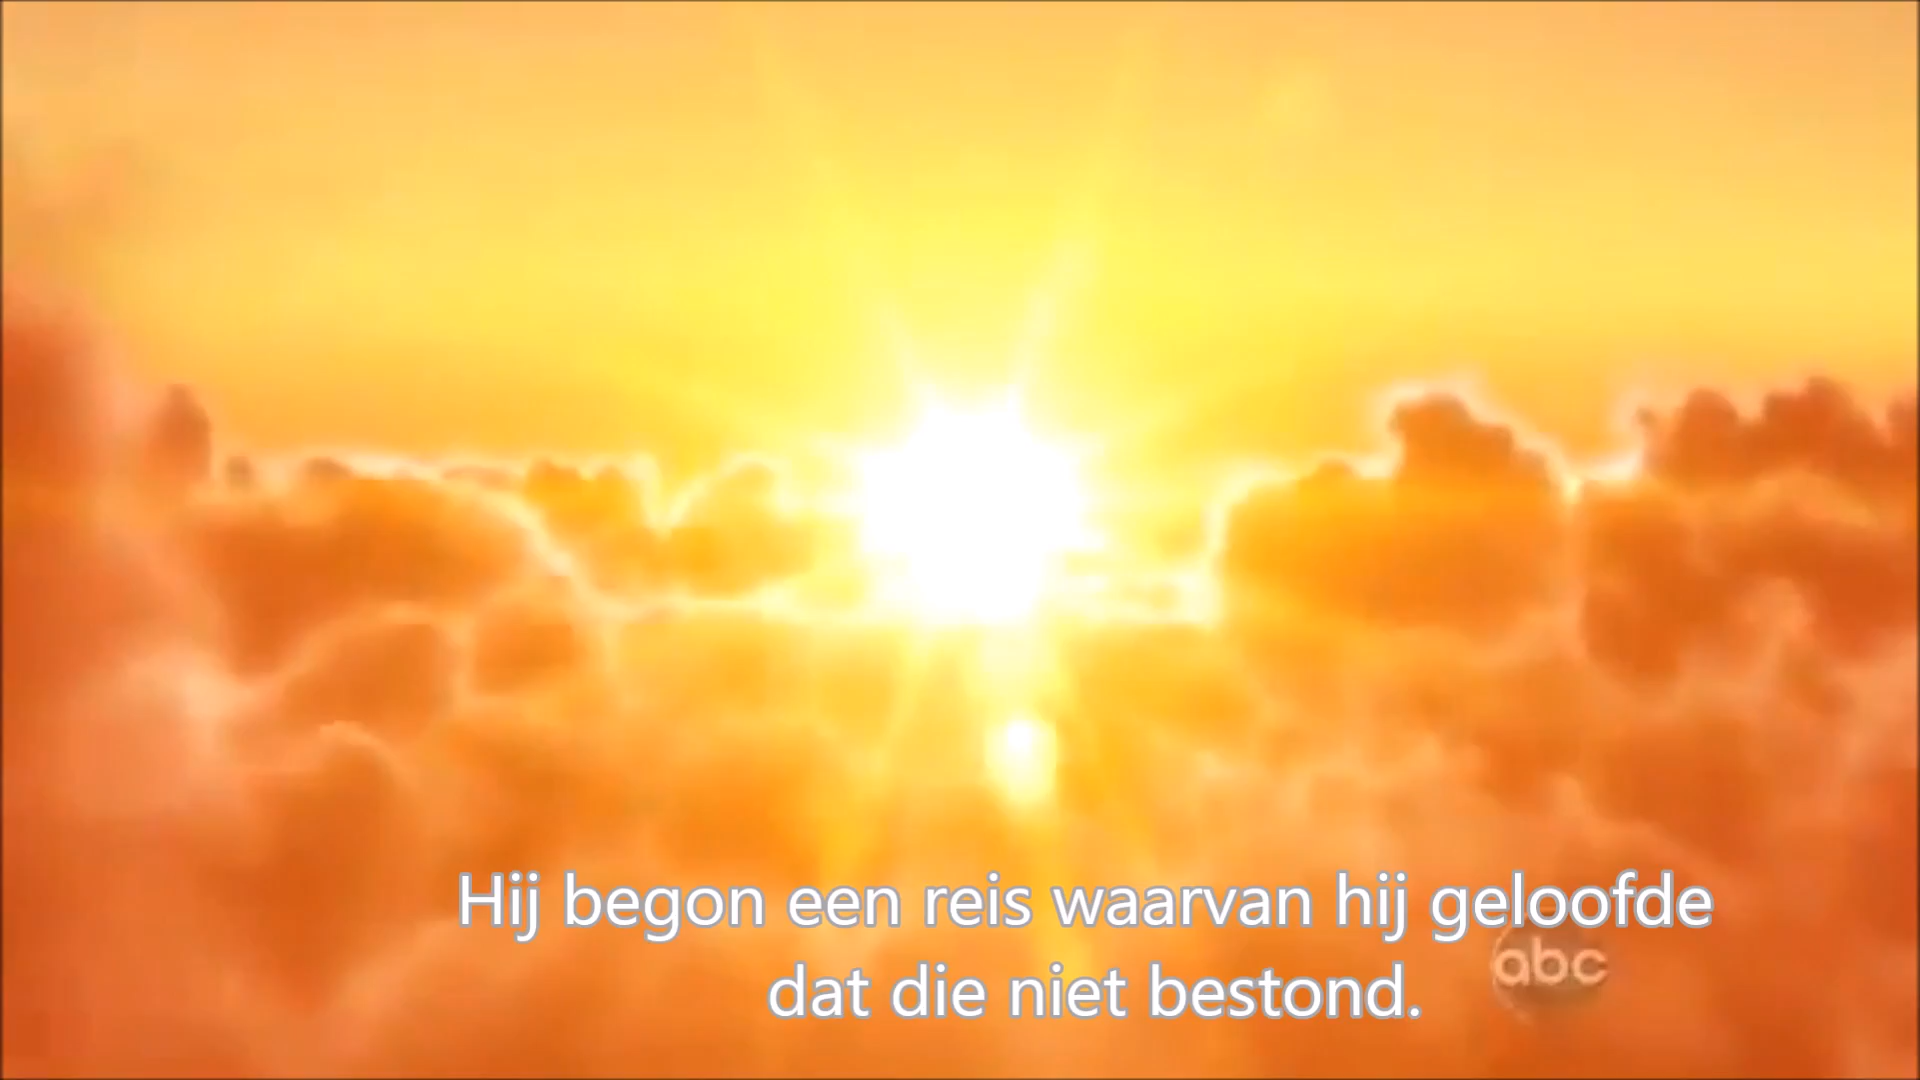 Hij begon een reis waarvan hij geloofde
dat die niet bestond.
abc